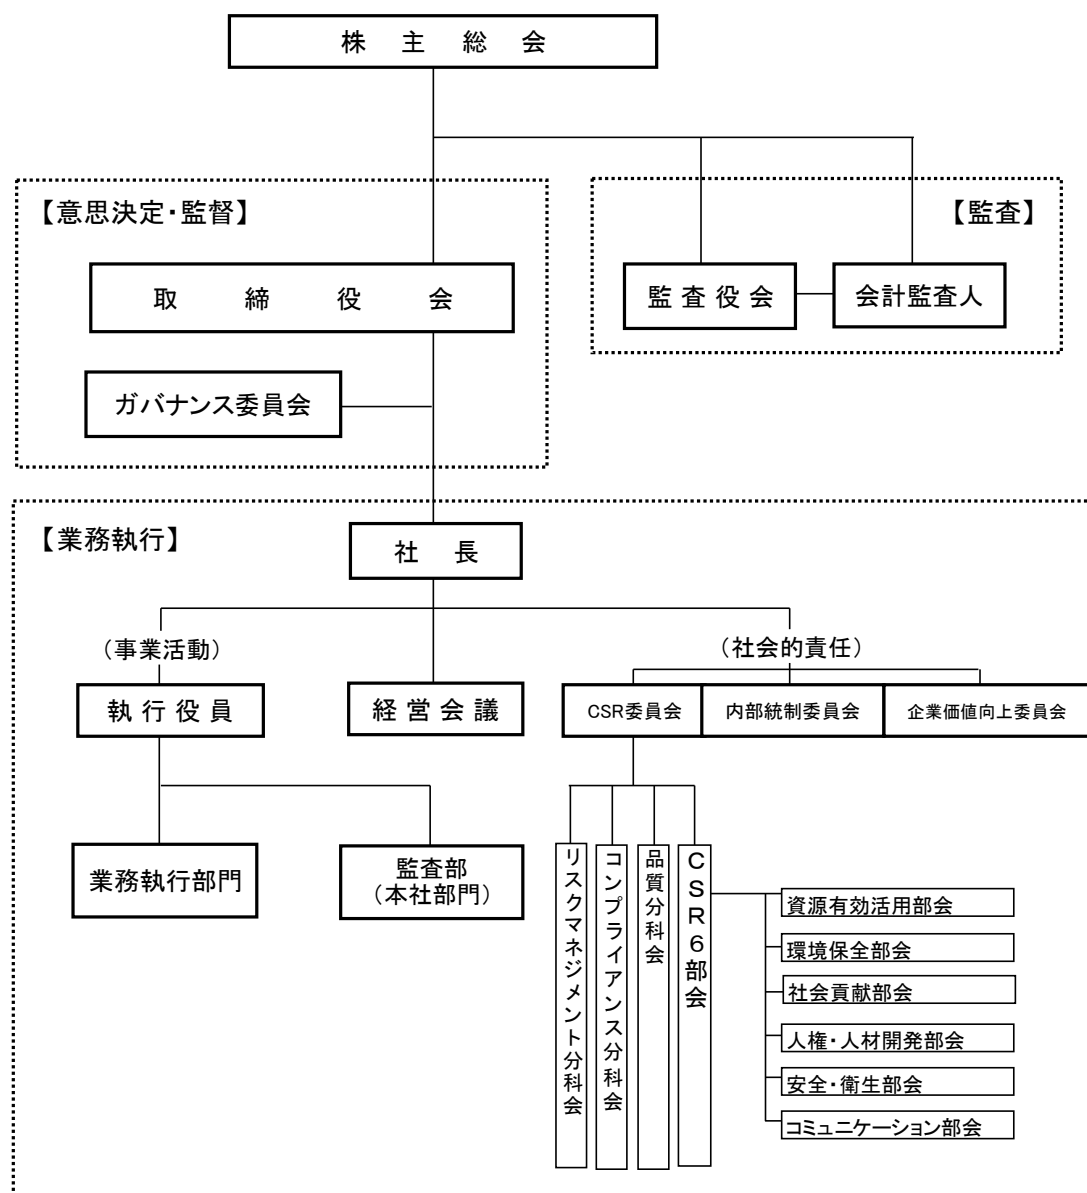 株主総会
【意思決定・監督】
【監査】
取締役会
監査役会
会計監査人
ガバナンス委員会
【業務執行】
社長
（事業活動）
（社会的責任）
執行役員
経営会議
CSR委員会
内部統制委員会
企業価値向上委員会
業務執行部門
監査部
（本社部門）
リスクマネジメント分科会
コンプライアンス分科会
品質分科会
CSR6部会
資源有効活用部会
環境保全部会
社会貢献部会
人権・人材開発部会
安全・衛生部会
コミュニケーション部会